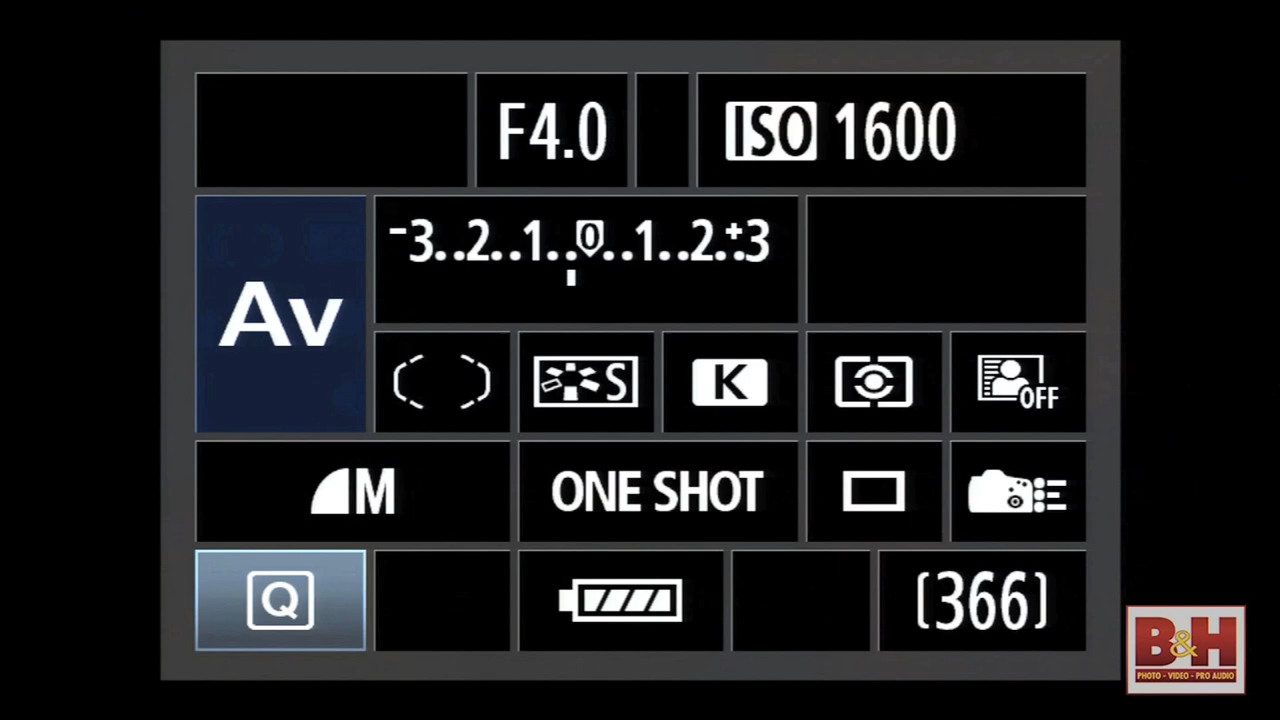 F4.0 ISO 1600
Av
-3..2..1..0..1..2.+3
S K OFF
M ONE SHOT
Q [366]
B&H
PHOTO - VIDEO - PRO AUDIO